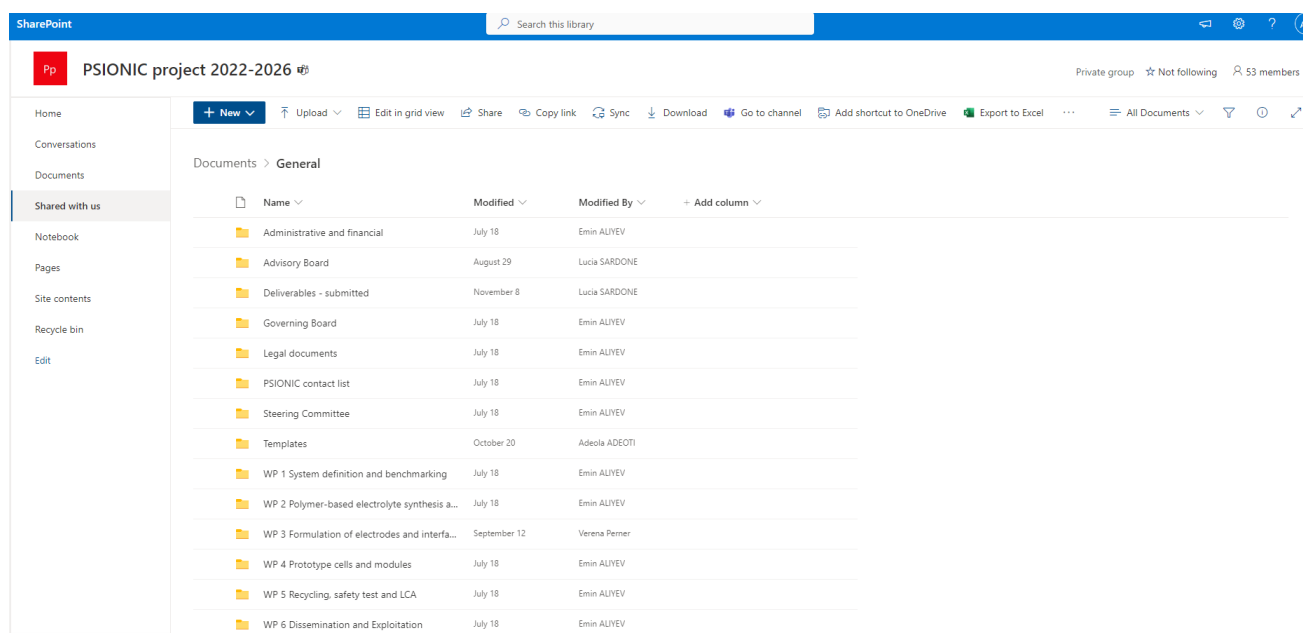 SharePoint
Search this library
?
Pp
PSIONIC project 2022-2026
Private group
Not following
53 members
Home
Conversations
Documents
Shared with us
Notebook
Pages
Site contents
Recycle bin
Edit
+ New
Upload
Edit in grid view
Share
Copy link
Sync
Download
Go to channel
Add shortcut to OneDrive
Export to Excel
...
All Documents
Documents > General
Name Modified Modified By + Add column
Administrative and financial July 18 Emin ALIYEV
Advisory Board August 29 Lucia SARDONE
Deliverables - submitted November 8 Lucia SARDONE
Governing Board July 18 Emin ALIYEV
Legal documents July 18 Emin ALIYEV
PSIONIC contact list July 18 Emin ALIYEV
Steering Committee July 18 Emin ALIYEV
Templates October 20 Adeola ADEOTI
WP 1 System definition and benchmarking July 18 Emin ALIYEV
WP 2 Polymer-based electrolyte synthesis a... July 18 Emin ALIYEV
WP 3 Formulation of electrodes and interfa... September 12 Verena Perner
WP 4 Prototype cells and modules July 18 Emin ALIYEV
WP 5 Recycling, safety test and LCA July 18 Emin ALIYEV
WP 6 Dissemination and Exploitation July 18 Emin ALIYEV